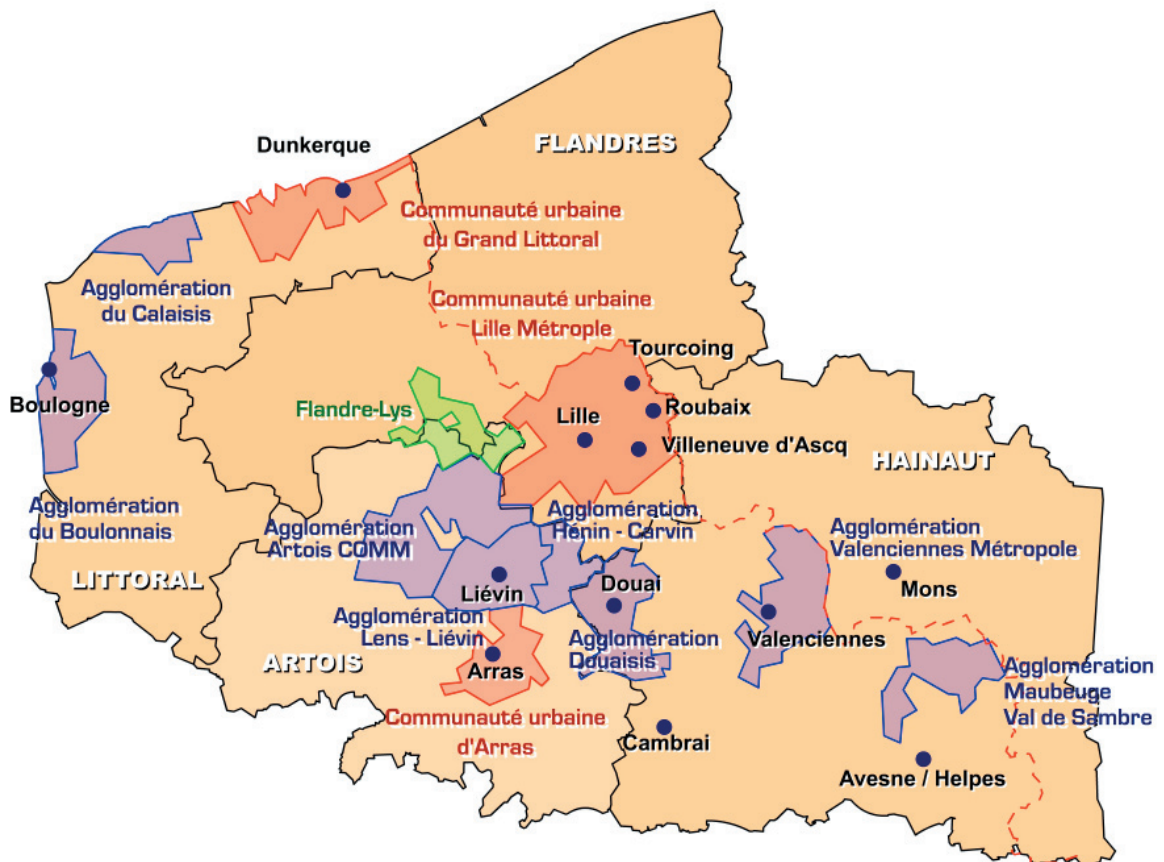 Dunkerque
FLANDRES
Communauté urbaine
du Grand Littoral
Agglomération
du Calaisis
Communauté urbaine
Lille Métrople
Tourcoing
Boulogne
Flandre-Lys
Lille
Roubaix
Villeneuve d'Ascq
HAINAUT
Agglomération
du Boulonnais
Agglomération
Artois COMM
Agglomération
Hénin - Carvin
Agglomération
Valenciennes Métropole
LITTORAL
Liévin
Douai
Mons
Agglomération
Lens - Liévin
Agglomération
Douaisis
Valenciennes
ARTOIS
Arras
Agglomération
Maubeuge
Val de Sambre
Communauté urbaine
d'Arras
Cambrai
Avesne / Helpes